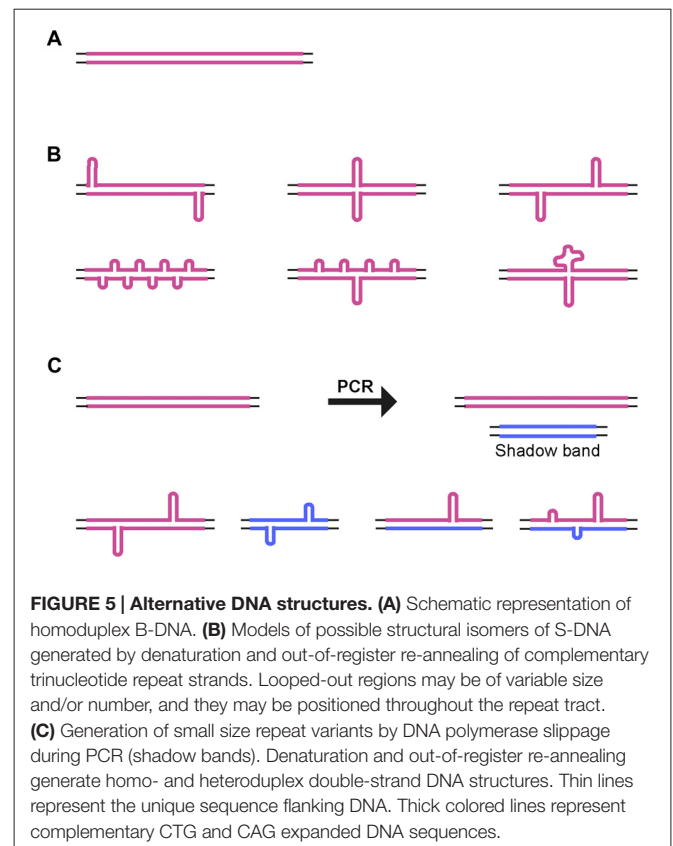 A
B
C
PCR
Shadow band
FIGURE 5 | Alternative DNA structures. (A) Schematic representation of
homoduplex B-DNA. (B) Models of possible structural isomers of S-DNA
generated by denaturation and out-of-register re-annealing of complementary
trinucleotide repeat strands. Looped-out regions may be of variable size
and/or number, and they may be positioned throughout the repeat tract.
(C) Generation of small size repeat variants by DNA polymerase slippage
during PCR (shadow bands). Denaturation and out-of-register re-annealing
generate homo- and heteroduplex double-strand DNA structures. Thin lines
represent the unique sequence flanking DNA. Thick colored lines represent
complementary CTG and CAG expanded DNA sequences.